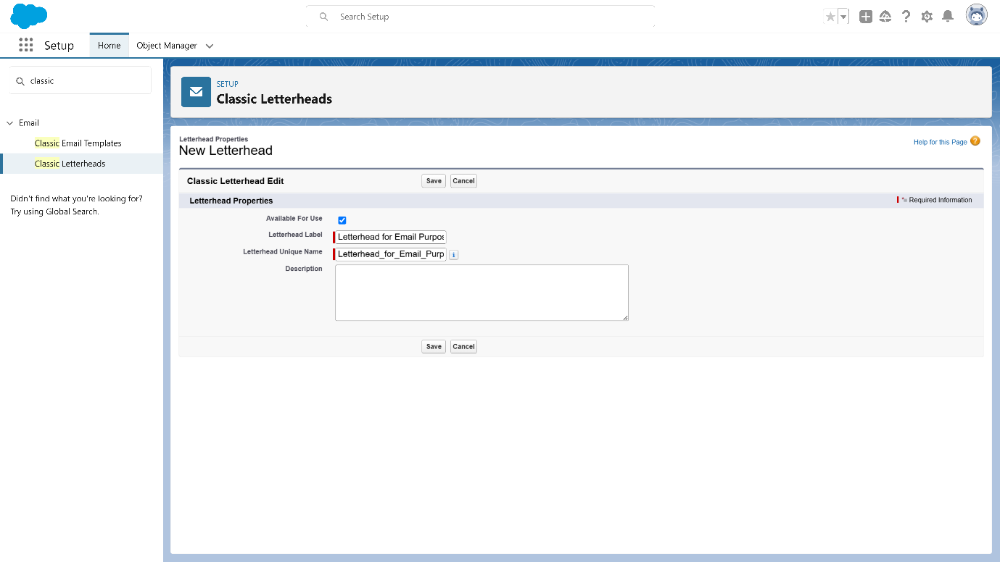 Search Setup
Setup
Home
Object Manager
classic
Email
Classic Email Templates
Classic Letterheads
Didn't find what you're looking for?
Try using Global Search.
SETUP
Classic Letterheads
Letterhead Properties
New Letterhead
Help for this Page
Classic Letterhead Edit
Save
Cancel
Letterhead Properties
*= Required Information
Available For Use
Letterhead Label
Letterhead for Email Purpos
Letterhead Unique Name
Letterhead_for_Email_Purp
Description
Save
Cancel